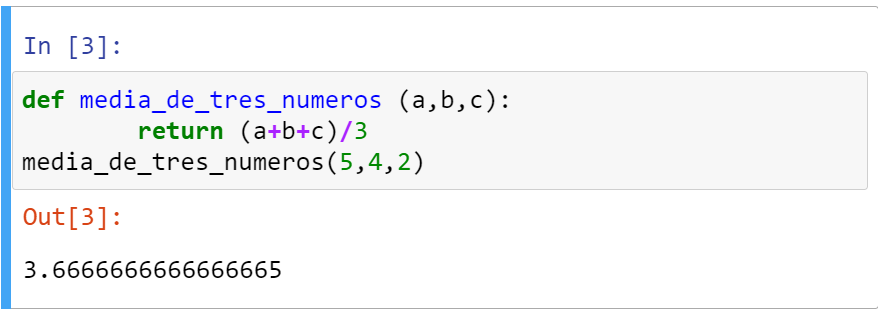 In [3]:
def media_de_tres_numeros (a,b,c):
        return (a+b+c)/3
media_de_tres_numeros(5,4,2)
Out[3]:
3.6666666666666665